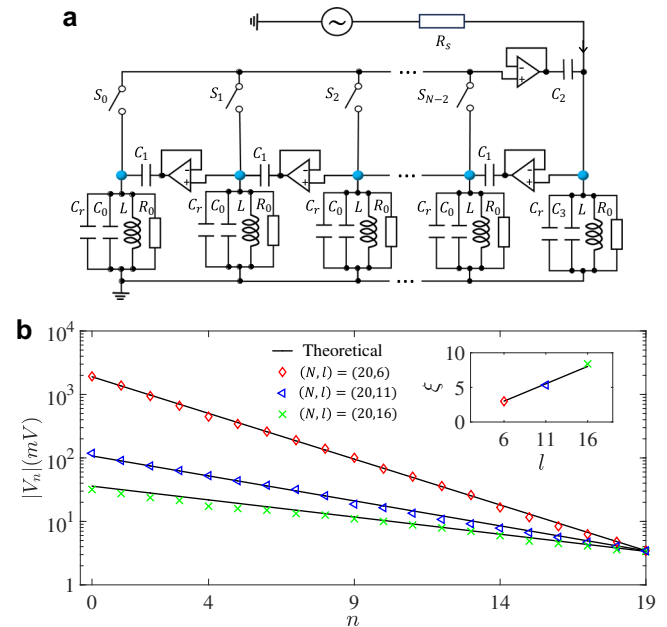 a
R_s
S_0 S_1 S_2 ... S_{N-2} - + C_2
C_1 - + C_1 - + ... C_1 - +
C_r C_0 L R_0 C_r C_0 L R_0 C_r C_0 L R_0 C_r C_0 L R_0 C_r C_3 L R_0
...
b
|V_n|(mV)
10^4
10^3
10^2
10^1
1
0 4 9 14 19
n
Theoretical
(N, l) = (20,6)
(N, l) = (20,11)
(N, l) = (20,16)
ξ
10
5
0
6 11 16
l